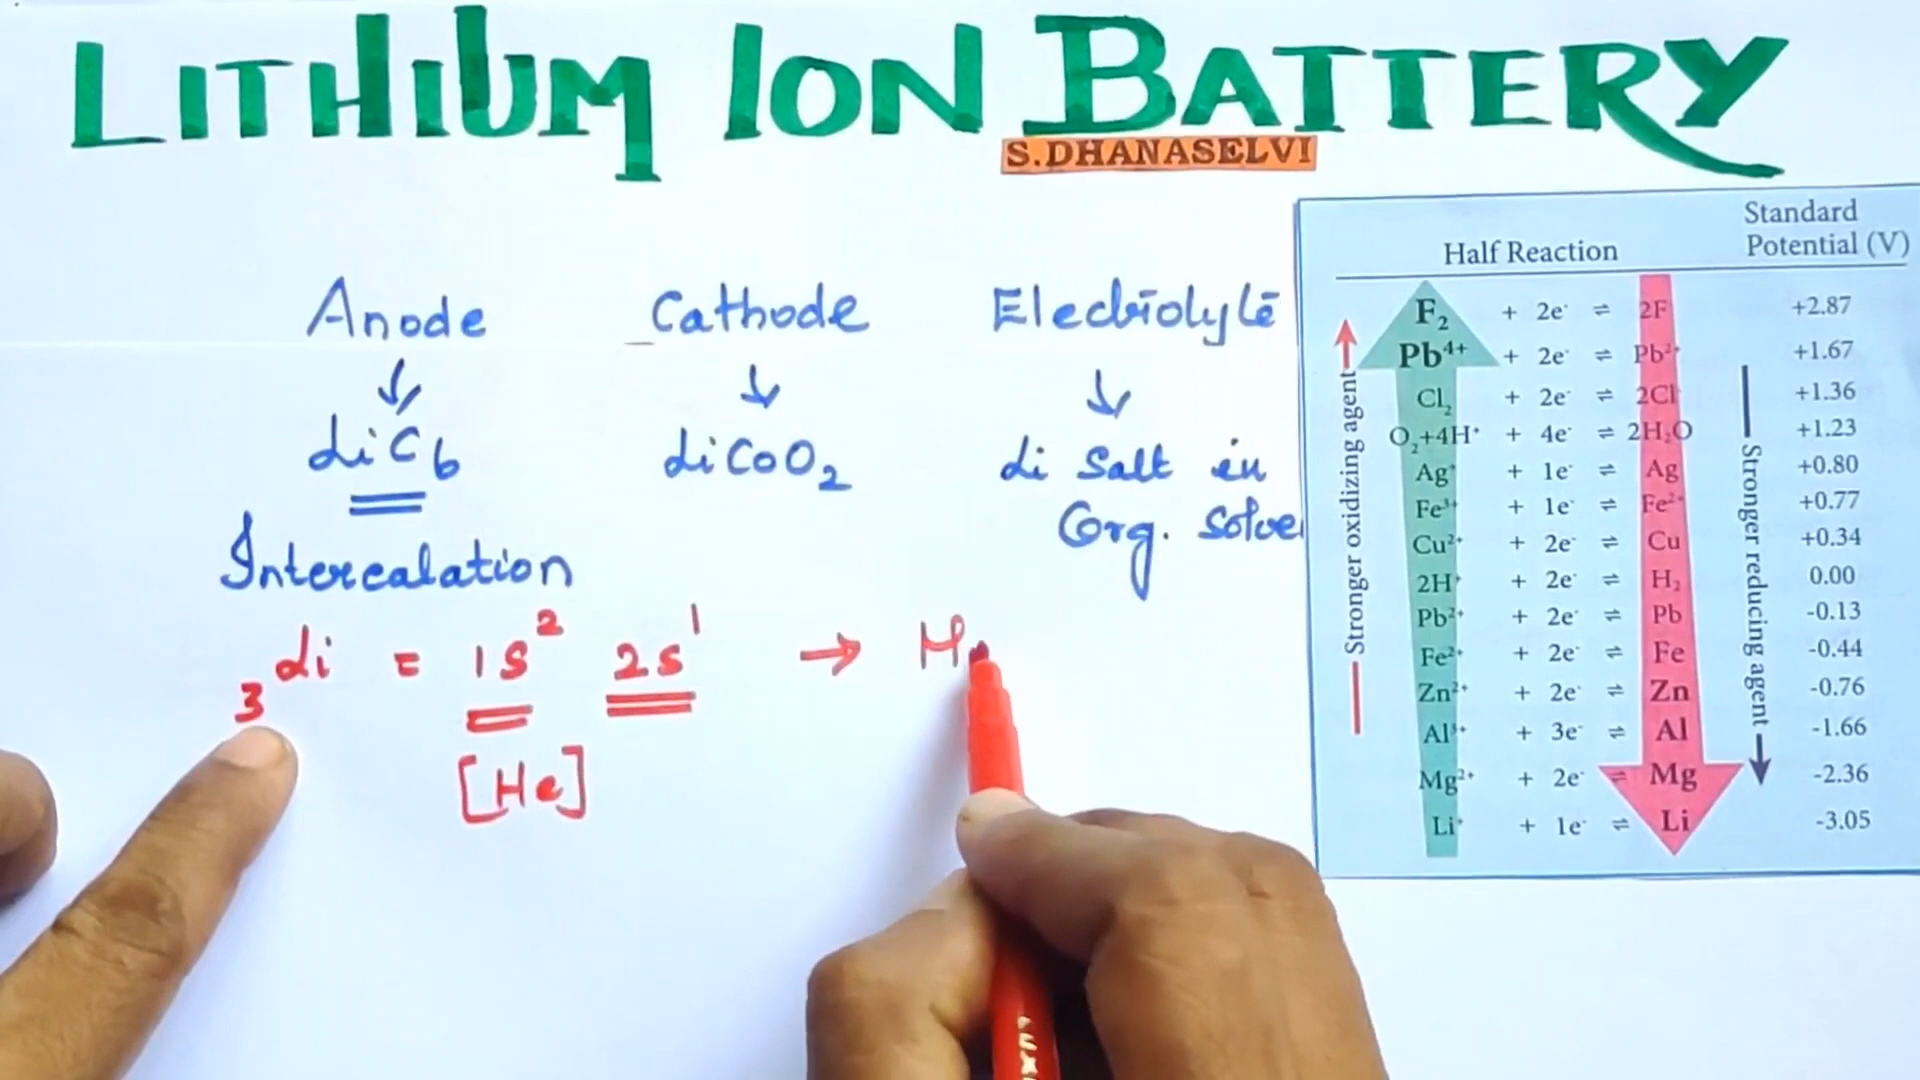 LITHIUM ION BATTERY
S.DHANASELVI
Anode Cathode Electrolyte
↓ ↓ ↓
LiC6 LiCoO2 Li Salt in
Org. Solve
Intercalation
3Li = 1s² 2s¹ →
[He]
Standard
Half Reaction Potential (V)
F₂ + 2e⁻ ⇌ 2F +2.87
Pb⁴⁺ + 2e⁻ ⇌ Pb²⁺ +1.67
Cl₂ + 2e⁻ ⇌ 2Cl +1.36
O₂+4H⁺ + 4e⁻ ⇌ 2H₂O +1.23
Ag⁺ + 1e⁻ ⇌ Ag +0.80
Fe³⁺ + 1e⁻ ⇌ Fe²⁺ +0.77
Cu²⁺ + 2e⁻ ⇌ Cu +0.34
2H⁺ + 2e⁻ ⇌ H₂ 0.00
Pb²⁺ + 2e⁻ ⇌ Pb -0.13
Fe²⁺ + 2e⁻ ⇌ Fe -0.44
Zn²⁺ + 2e⁻ ⇌ Zn -0.76
Al³⁺ + 3e⁻ ⇌ Al -1.66
Mg²⁺ + 2e⁻ ⇌ Mg -2.36
Li⁺ + 1e⁻ ⇌ Li -3.05
Stronger oxidizing agent
Stronger reducing agent